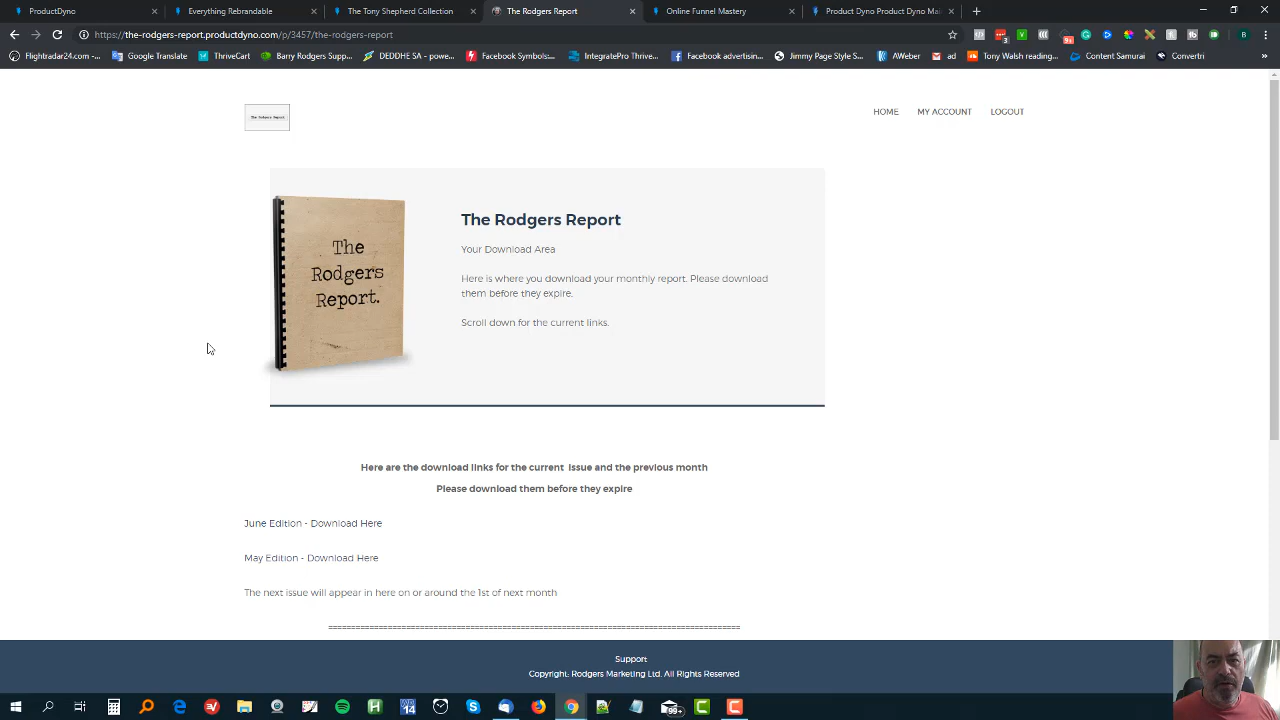 ProductDyno
Everything Rebrandable
The Tony Shepherd Collection
The Rodgers Report
Online Funnel Mastery
Product Dyno Product Mak
https://the-rodgers-report.productdyno.com/p/3457/the-rodgers-report
Flightradar24.com -...
Google Translate
ThriveCart
Barry Rodgers Supp...
DEDDHE SA - powe...
Facebook Symbols:...
IntegratePro Thrive...
Facebook advertisin...
Jimmy Page Style S...
AWeber
ad
Tony Walsh reading...
Content Samurai
Convertri
The Rodgers Report
HOME
MY ACCOUNT
LOGOUT
The
Rodgers
Report.
The Rodgers Report
Your Download Area
Here is where you download your monthly report. Please download
them before they expire.
Scroll down for the current links.
Here are the download links for the current issue and the previous month
Please download them before they expire
June Edition - Download Here
May Edition - Download Here
The next issue will appear in here on or around the 1st of next month
Support
Copyright: Rodgers Marketing Ltd. All Rights Reserved
14
99+